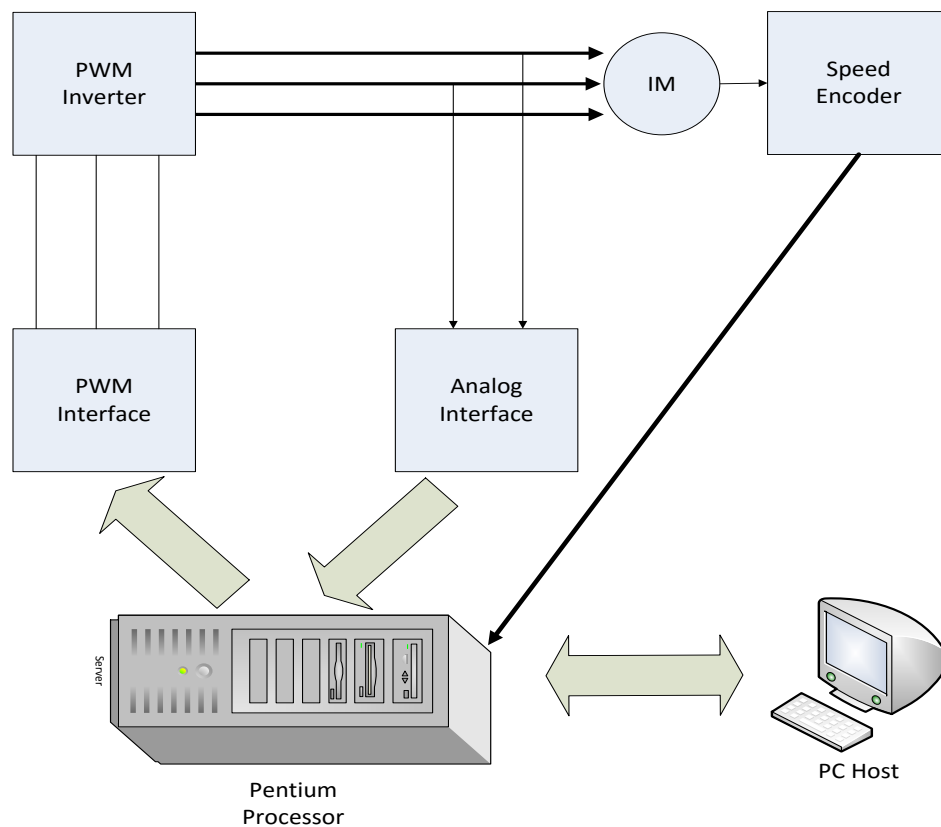 PWM
Inverter
IM
Speed
Encoder
PWM
Interface
Analog
Interface
Server
Pentium
Processor
PC Host